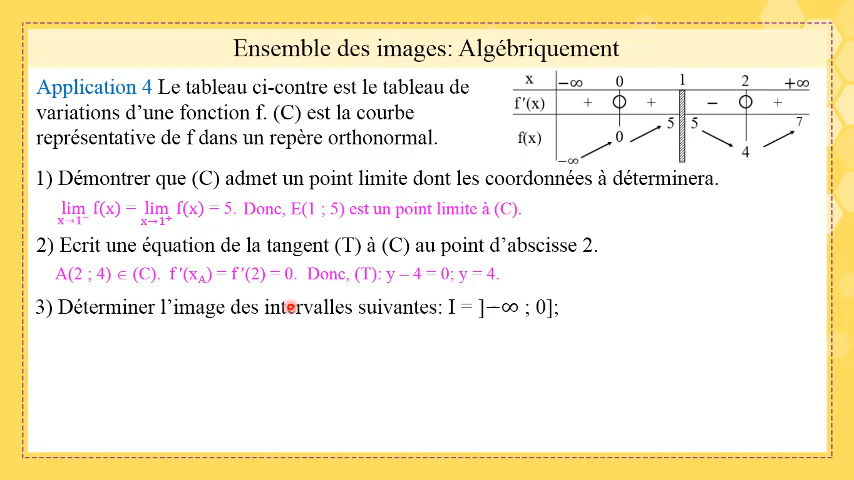 Ensemble des images: Algébriquement
Application 4 Le tableau ci-contre est le tableau de
variations d'une fonction f. (C) est la courbe
représentative de f dans un repère orthonormal.
x −∞ 0 1 2 +∞
f'(x) + + − +
f(x) −∞ 0 5 5 4 7
1) Démontrer que (C) admet un point limite dont les coordonnées à déterminera.
lim x→1⁻ f(x) = lim x→1⁺ f(x) = 5. Donc, E(1 ; 5) est un point limite à (C).
2) Ecrit une équation de la tangent (T) à (C) au point d'abscisse 2.
A(2 ; 4) ∈ (C). f'(x_A) = f'(2) = 0. Donc, (T): y – 4 = 0; y = 4.
3) Déterminer l'image des intervalles suivantes: I = ]−∞ ; 0];